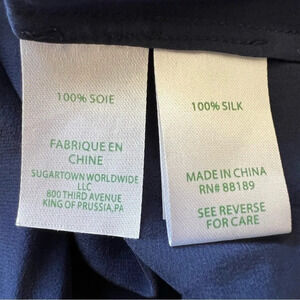 100% SOIE
FABRIQUE EN
CHINE
SUGARTOWN WORLDWIDE
LLC
800 THIRD AVENUE
KING OF PRUSSIA,PA
100% SILK
MADE IN CHINA
RN# 88189
SEE REVERSE
FOR CARE